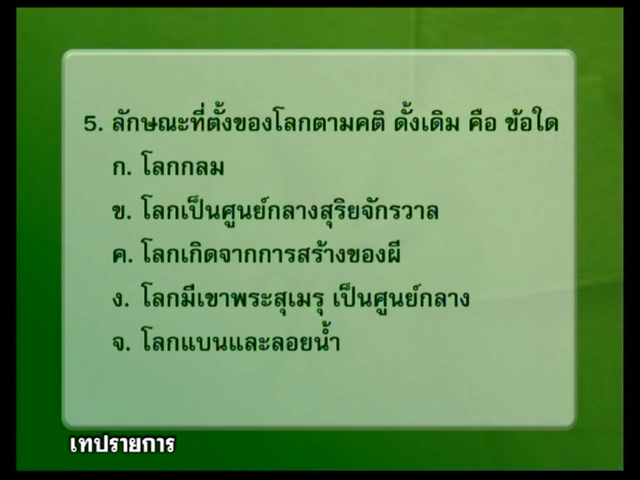 5. ลักษณะที่ตั้งของโลกตามคติ ดั้งเดิม คือ ข้อใด
ก. โลกกลม
ข. โลกเป็นศูนย์กลางสุริยจักรวาล
ค. โลกเกิดจากการสร้างของผี
ง. โลกมีเขาพระสุเมรุ เป็นศูนย์กลาง
จ. โลกแบนและลอยน้ำ
เทปรายการ